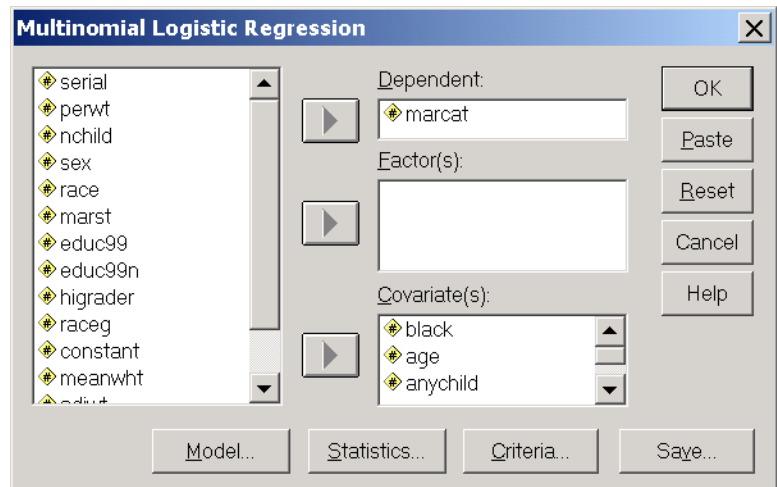 Multinomial Logistic Regression
serial
perwt
nchild
sex
race
marst
educ99
educ99n
higrader
raceg
constant
meanwht
Dependent:
marcat
Factor(s):
Covariate(s):
black
age
anychild
OK
Paste
Reset
Cancel
Help
Model...
Statistics...
Criteria...
Save...